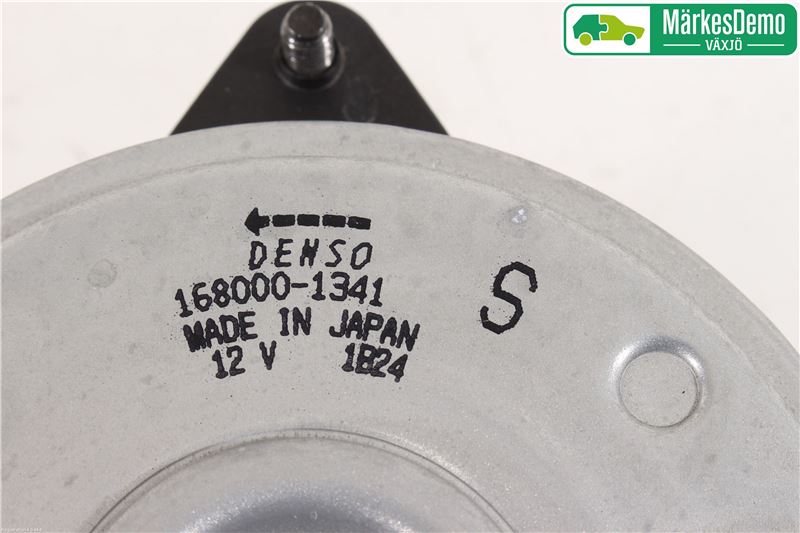 MärkesDemo
VÄXJÖ
DENSO
168000-1341
MADE IN JAPAN
12 V 1B24
S